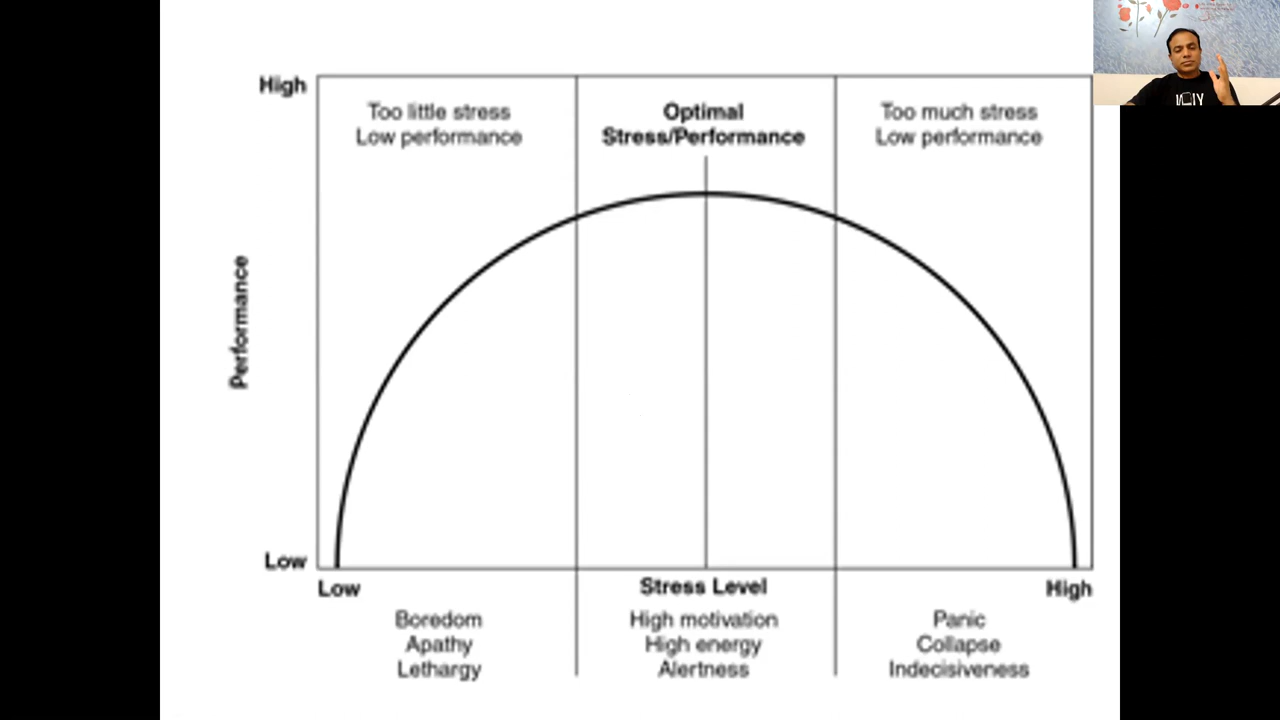 High
Too little stress
Low performance
Optimal
Stress/Performance
Too much stress
Low performance
Performance
Low
Low
Stress Level
High
Boredom
Apathy
Lethargy
High motivation
High energy
Alertness
Panic
Collapse
Indecisiveness